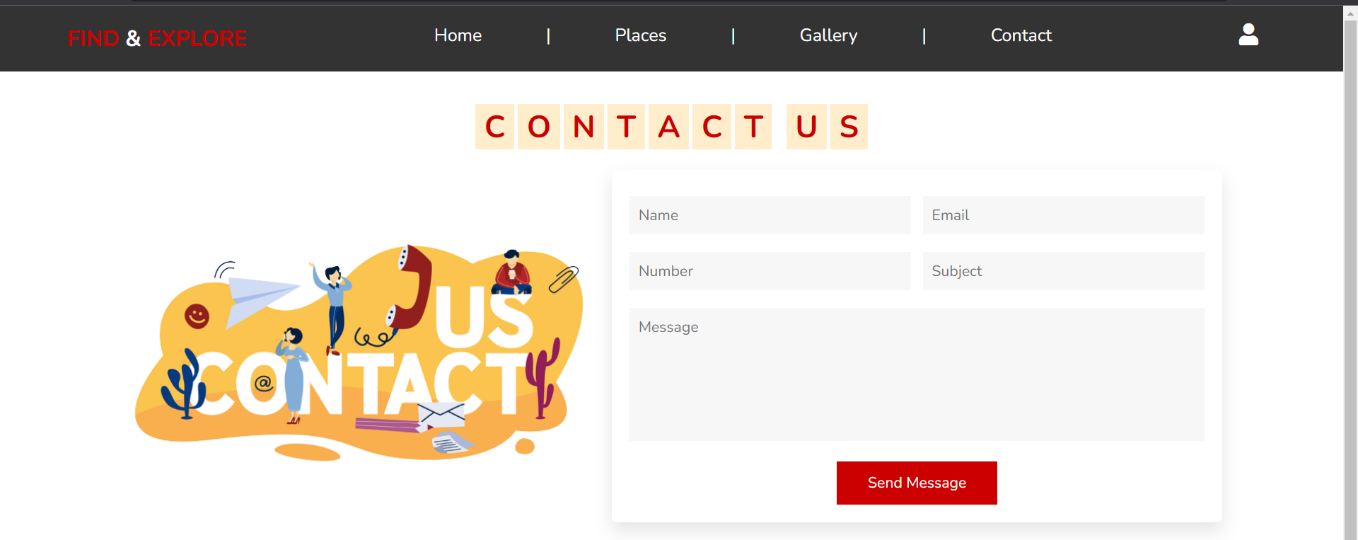 FIND & EXPLORE Home | Places | Gallery | Contact
CONTACT US
Name Email
Number Subject
Message
Send Message
US
CONTACT
@